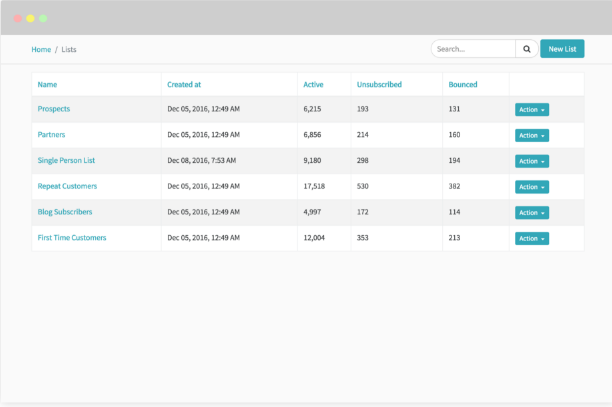 Home / Lists
Search...
New List
Name Created at Active Unsubscribed Bounced
Prospects Dec 05, 2016, 12:49 AM 6,215 193 131 Action
Partners Dec 05, 2016, 12:49 AM 6,856 214 160 Action
Single Person List Dec 08, 2016, 7:53 AM 9,180 298 194 Action
Repeat Customers Dec 05, 2016, 12:49 AM 17,518 530 382 Action
Blog Subscribers Dec 05, 2016, 12:49 AM 4,997 172 114 Action
First Time Customers Dec 05, 2016, 12:49 AM 12,004 353 213 Action